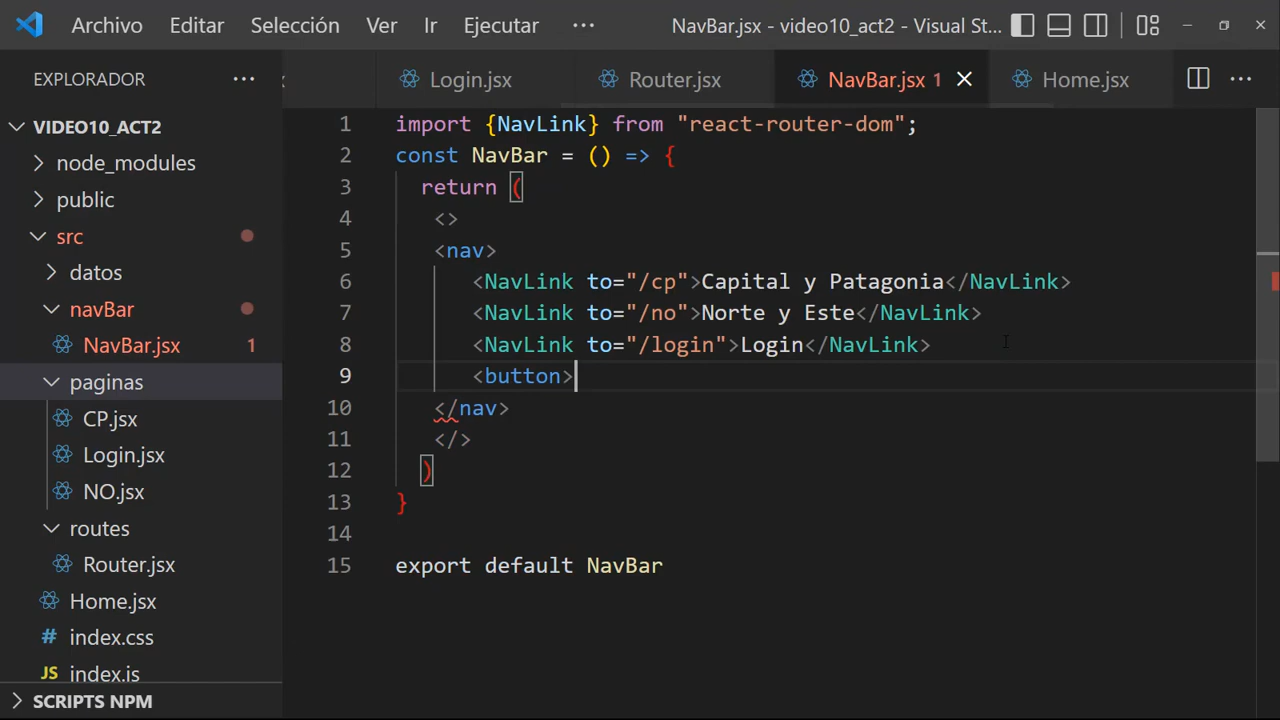 Archivo Editar Selección Ver Ir Ejecutar ··· NavBar.jsx - video10_act2 - Visual St...
EXPLORADOR ···
x Login.jsx Router.jsx NavBar.jsx 1 Home.jsx ···
VIDEO10_ACT2
node_modules
public
src
datos
navBar
NavBar.jsx 1
paginas
CP.jsx
Login.jsx
NO.jsx
routes
Router.jsx
Home.jsx
# index.css
JS index.js
SCRIPTS NPM
1 import {NavLink} from "react-router-dom";
2 const NavBar = () => {
3 return (
4 <>
5 <nav>
6 <NavLink to="/cp">Capital y Patagonia</NavLink>
7 <NavLink to="/no">Norte y Este</NavLink>
8 <NavLink to="/login">Login</NavLink>
9 <button>
10 </nav>
11 </>
12 )
13 }
14
15 export default NavBar